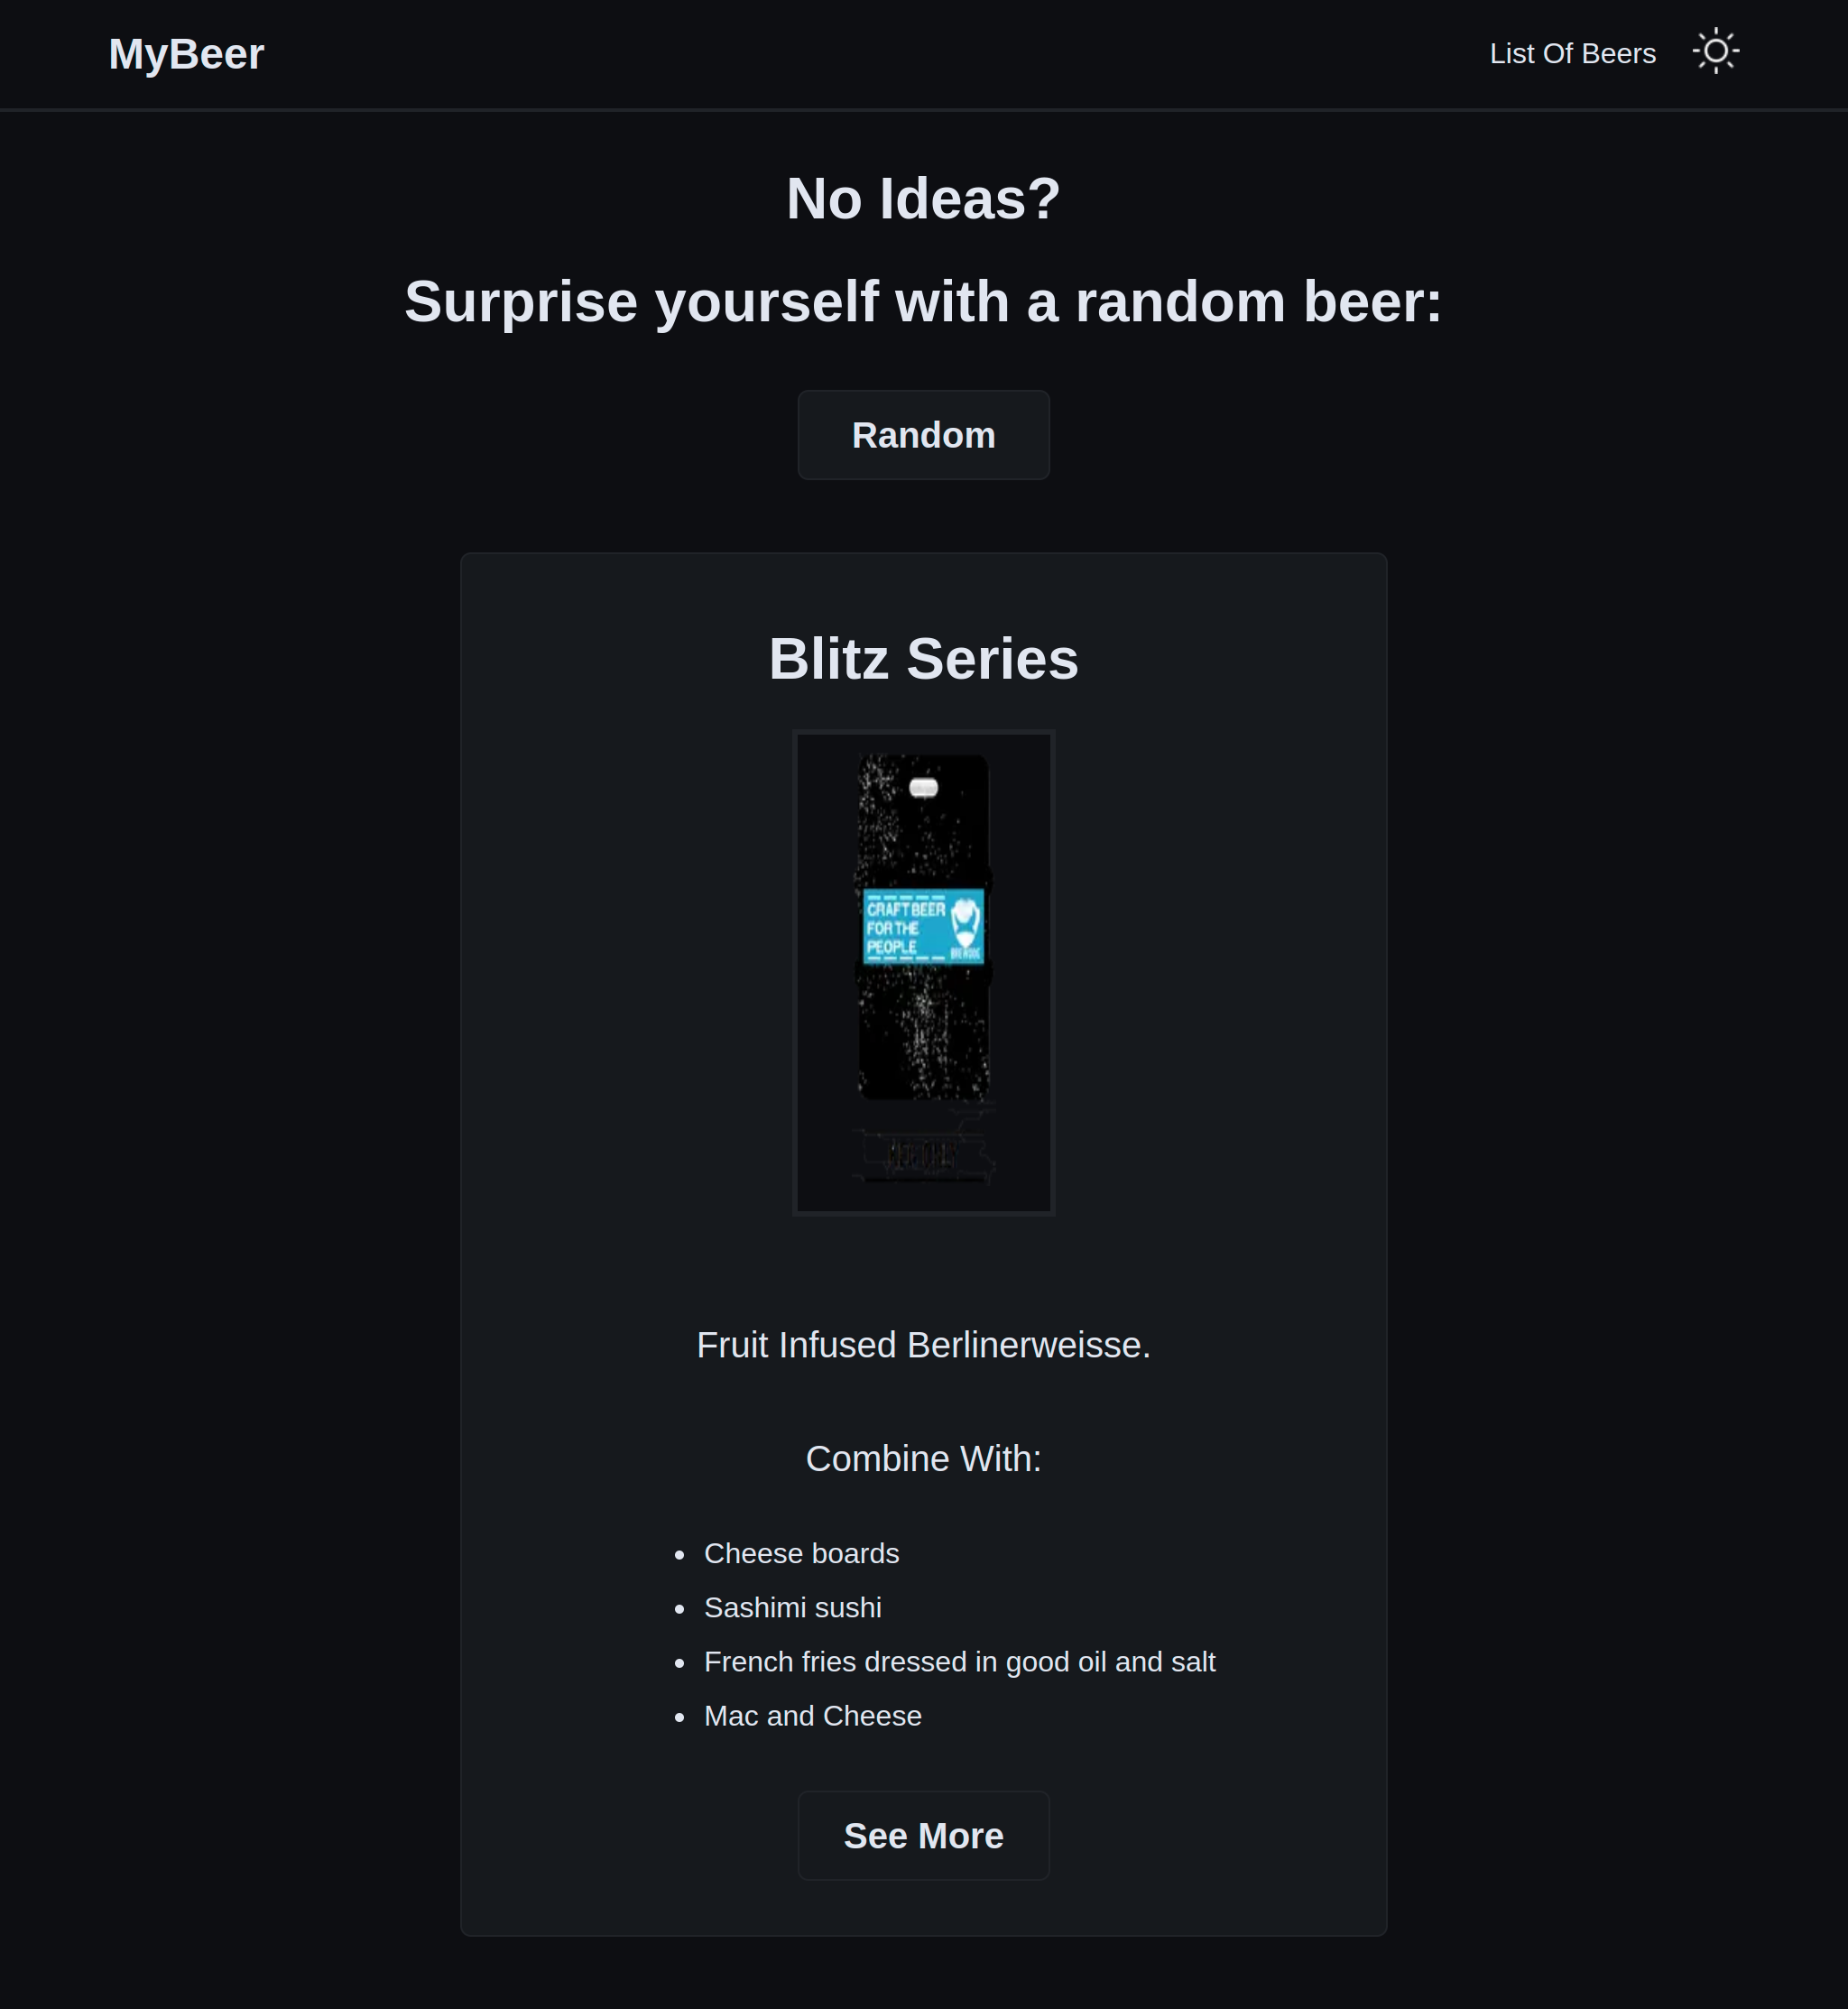 MyBeer
List Of Beers
No Ideas?
Surprise yourself with a random beer:
Random
Blitz Series
CRAFT BEER
FOR THE
PEOPLE
BREWDOG
Fruit Infused Berlinerweisse.
Combine With:
Cheese boards
Sashimi sushi
French fries dressed in good oil and salt
Mac and Cheese
See More